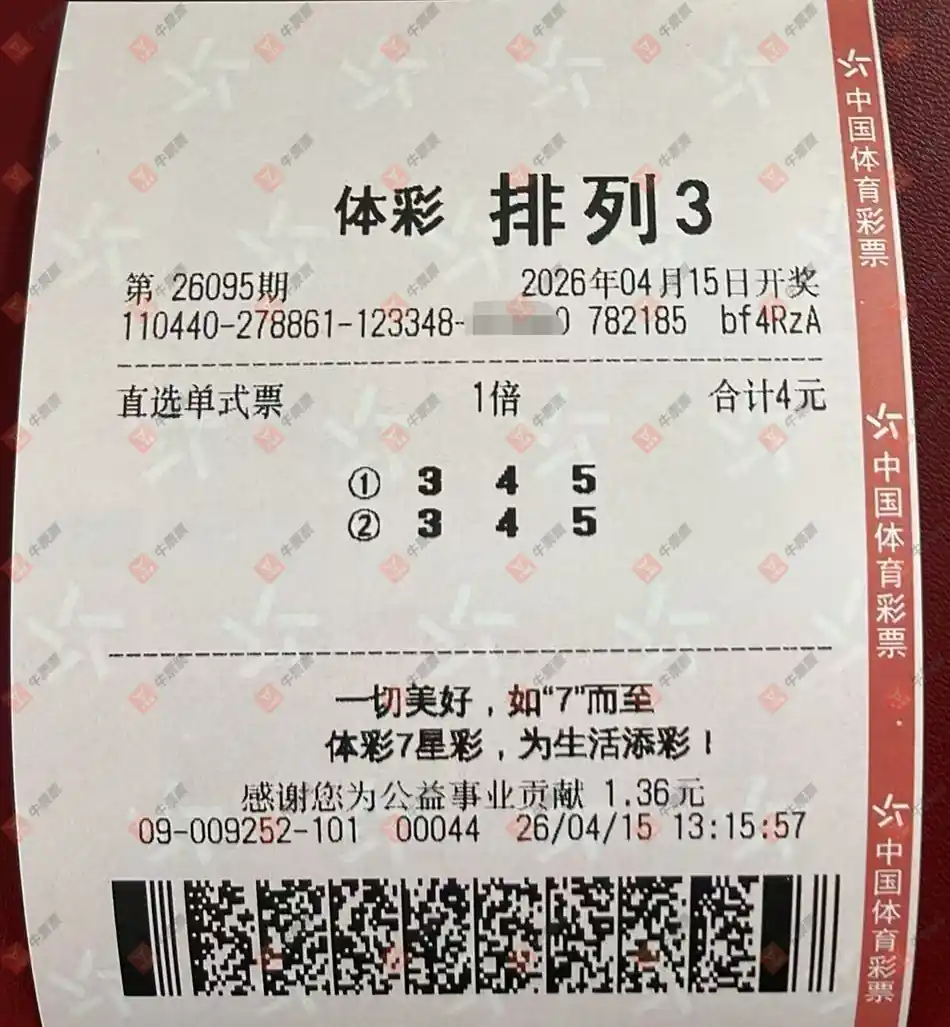 体彩 排列3
第 26095期 2026年04月15日开奖
110440-278861-123348- 0 782185 bf4RzA
直选单式票 1倍 合计4元
① 3 4 5
② 3 4 5
一切美好，如“7”而至
体彩7星彩，为生活添彩！
感谢您为公益事业贡献 1.36元
09-009252-101 00044 26/04/15 13:15:57
中国体育彩票
中国体育彩票
中国体育彩票
牛票票